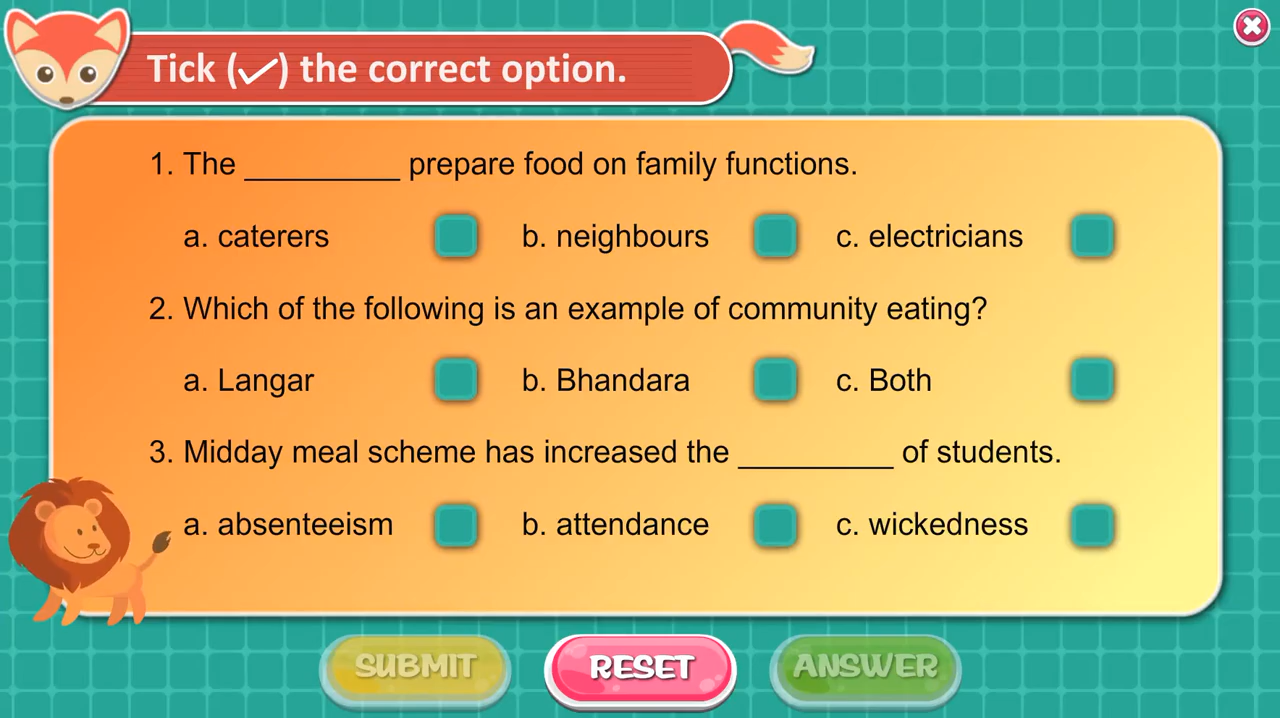 Tick (✓) the correct option.
1. The _________ prepare food on family functions.
a. caterers b. neighbours c. electricians
2. Which of the following is an example of community eating?
a. Langar b. Bhandara c. Both
3. Midday meal scheme has increased the _________ of students.
a. absenteeism b. attendance c. wickedness
SUBMIT RESET ANSWER